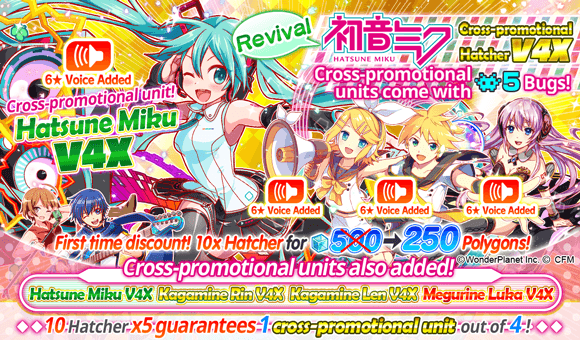 6★ Voice Added
Cross-promotional unit!
Hatsune Miku
V4X
Revival
初音ミク
HATSUNE MIKU
Cross-promotional
Hatcher V4X
Cross-promotional
units come with #5 Bugs!
6★ Voice Added
6★ Voice Added
6★ Voice Added
First time discount! 10x Hatcher for 500→250 Polygons!
©WonderPlanet Inc. © CFM
Cross-promotional units also added!
Hatsune Miku V4X Kagamine Rin V4X Kagamine Len V4X Megurine Luka V4X
10 Hatcher x5 guarantees 1 cross-promotional unit out of 4!